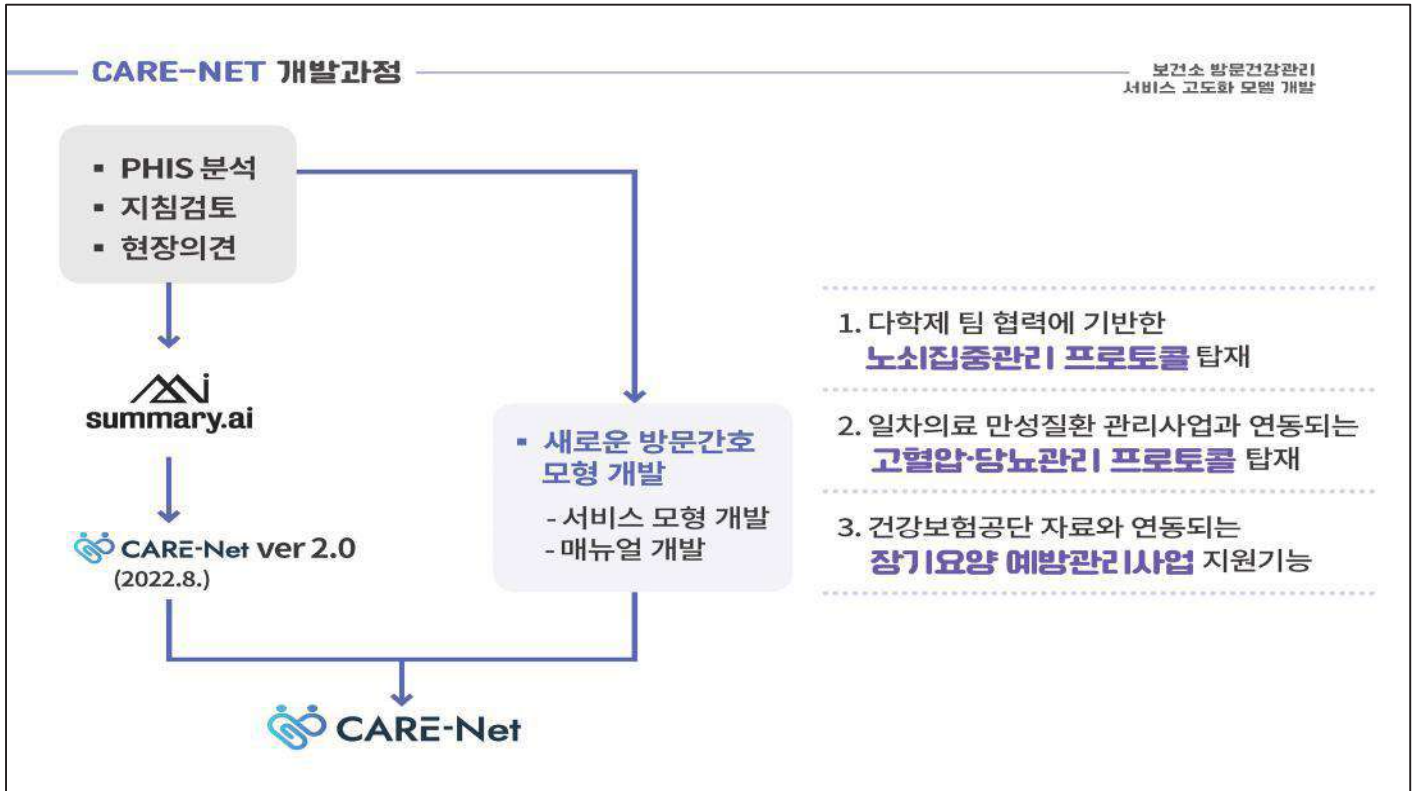 CARE-NET 개발과정
보건소 방문건강관리
서비스 고도화 모델 개발
▪ PHIS 분석
▪ 지침검토
▪ 현장의견
summary.ai
CARE-Net ver 2.0
(2022.8.)
▪ 새로운 방문간호
모형 개발
- 서비스 모형 개발
- 매뉴얼 개발
CARE-Net
1. 다학제 팀 협력에 기반한
노쇠집중관리 프로토콜 탑재
2. 일차의료 만성질환 관리사업과 연동되는
고혈압·당뇨관리 프로토콜 탑재
3. 건강보험공단 자료와 연동되는
장기요양 예방관리사업 지원기능